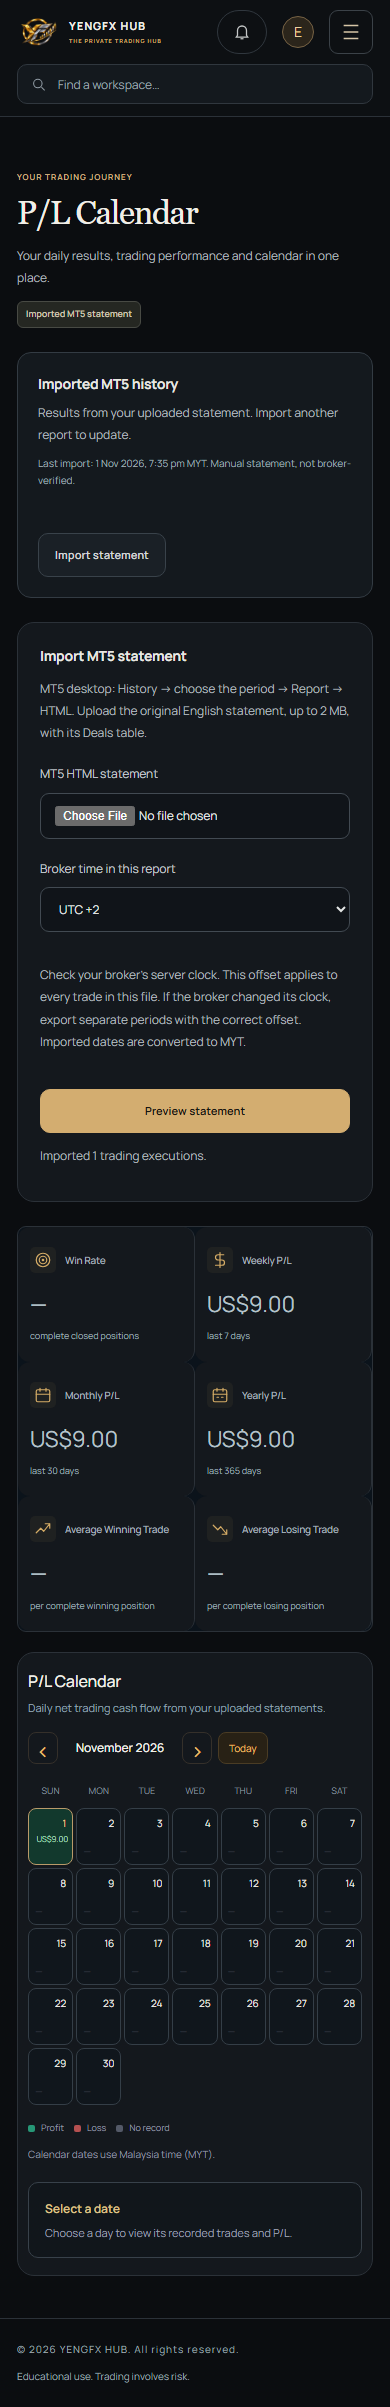 YENGFX HUB
THE PRIVATE TRADING HUB
E
Find a workspace...
YOUR TRADING JOURNEY
P/L Calendar
Your daily results, trading performance and calendar in one
place.
Imported MT5 statement
Imported MT5 history
Results from your uploaded statement. Import another
report to update.
Last import: 1 Nov 2026, 7:35 pm MYT. Manual statement, not broker-
verified.
Import statement
Import MT5 statement
MT5 desktop: History → choose the period → Report →
HTML. Upload the original English statement, up to 2 MB,
with its Deals table.
MT5 HTML statement
Choose File No file chosen
Broker time in this report
UTC +2
Check your broker's server clock. This offset applies to
every trade in this file. If the broker changed its clock,
export separate periods with the correct offset.
Imported dates are converted to MYT.
Preview statement
Imported 1 trading executions.
Win Rate
—
complete closed positions
Weekly P/L
US$9.00
last 7 days
Monthly P/L
US$9.00
last 30 days
Yearly P/L
US$9.00
last 365 days
Average Winning Trade
—
per complete winning position
Average Losing Trade
—
per complete losing position
P/L Calendar
Daily net trading cash flow from your uploaded statements.
November 2026 Today
SUN MON TUE WED THU FRI SAT
1 2 3 4 5 6 7
US$9.00 — — — — — —
8 9 10 11 12 13 14
— — — — — — —
15 16 17 18 19 20 21
— — — — — — —
22 23 24 25 26 27 28
— — — — — — —
29 30
— —
Profit Loss No record
Calendar dates use Malaysia time (MYT).
Select a date
Choose a day to view its recorded trades and P/L.
© 2026 YENGFX HUB. All rights reserved.
Educational use. Trading involves risk.